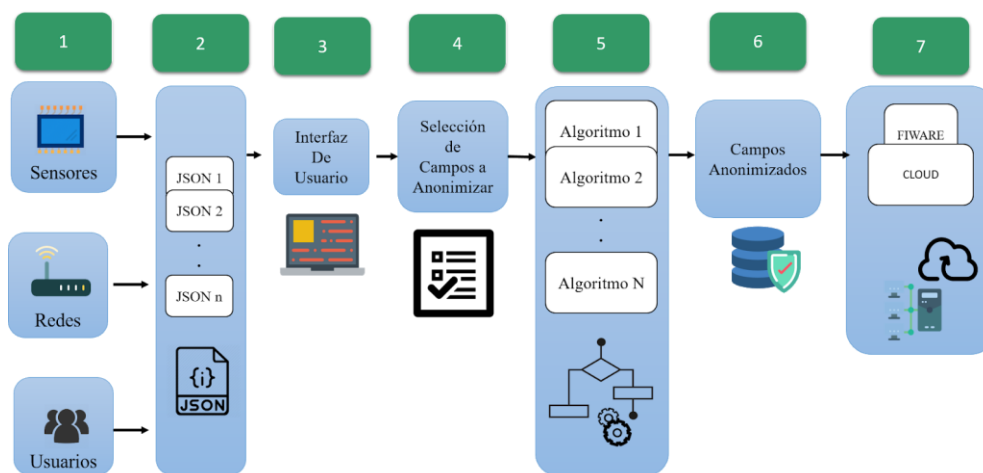 1
2
3
4
5
6
7
Sensores
Redes
Usuarios
JSON 1
JSON 2
.
.
JSON n
{i}
JSON
Interfaz
De
Usuario
Selección
de
Campos a
Anonimizar
Algoritmo 1
Algoritmo 2
.
.
Algoritmo N
Campos
Anonimizados
FIWARE
CLOUD